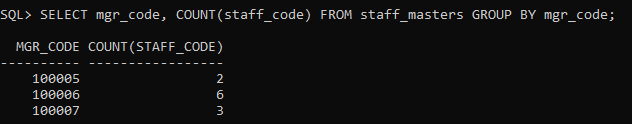 SQL> SELECT mgr_code, COUNT(staff_code) FROM staff_masters GROUP BY mgr_code;
  MGR_CODE COUNT(STAFF_CODE)
---------- -----------------
    100005                 2
    100006                 6
    100007                 3